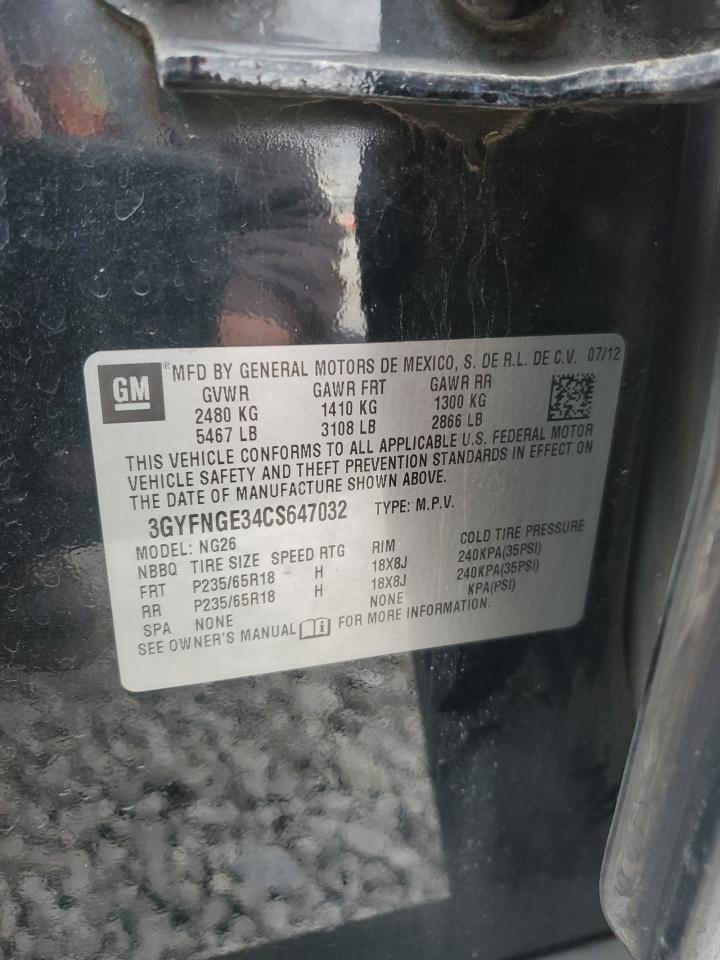 GM ® MFD BY GENERAL MOTORS DE MEXICO, S. DE R.L. DE C.V. 07/12
GVWR GAWR FRT GAWR RR
2480 KG 1410 KG 1300 KG
5467 LB 3108 LB 2866 LB
THIS VEHICLE CONFORMS TO ALL APPLICABLE U.S. FEDERAL MOTOR
VEHICLE SAFETY AND THEFT PREVENTION STANDARDS IN EFFECT ON
THE DATE OF MANUFACTURE SHOWN ABOVE.
3GYFNGE34CS647032 TYPE: M.P.V.
MODEL: NG26
NBBQ TIRE SIZE SPEED RTG RIM COLD TIRE PRESSURE
FRT P235/65R18 H 18X8J 240KPA(35PSI)
RR P235/65R18 H 18X8J 240KPA(35PSI)
SPA NONE NONE KPA(PSI)
SEE OWNER'S MANUAL FOR MORE INFORMATION.